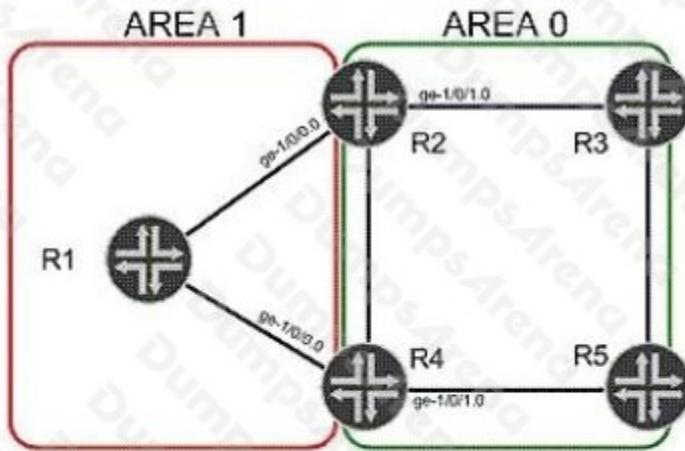 AREA 1 AREA 0
ge-1/0/1.0
ge-1/0/0.0
R2 R3
R1
ge-1/0/0.0
R4 R5
ge-1/0/1.0
DumpsArena